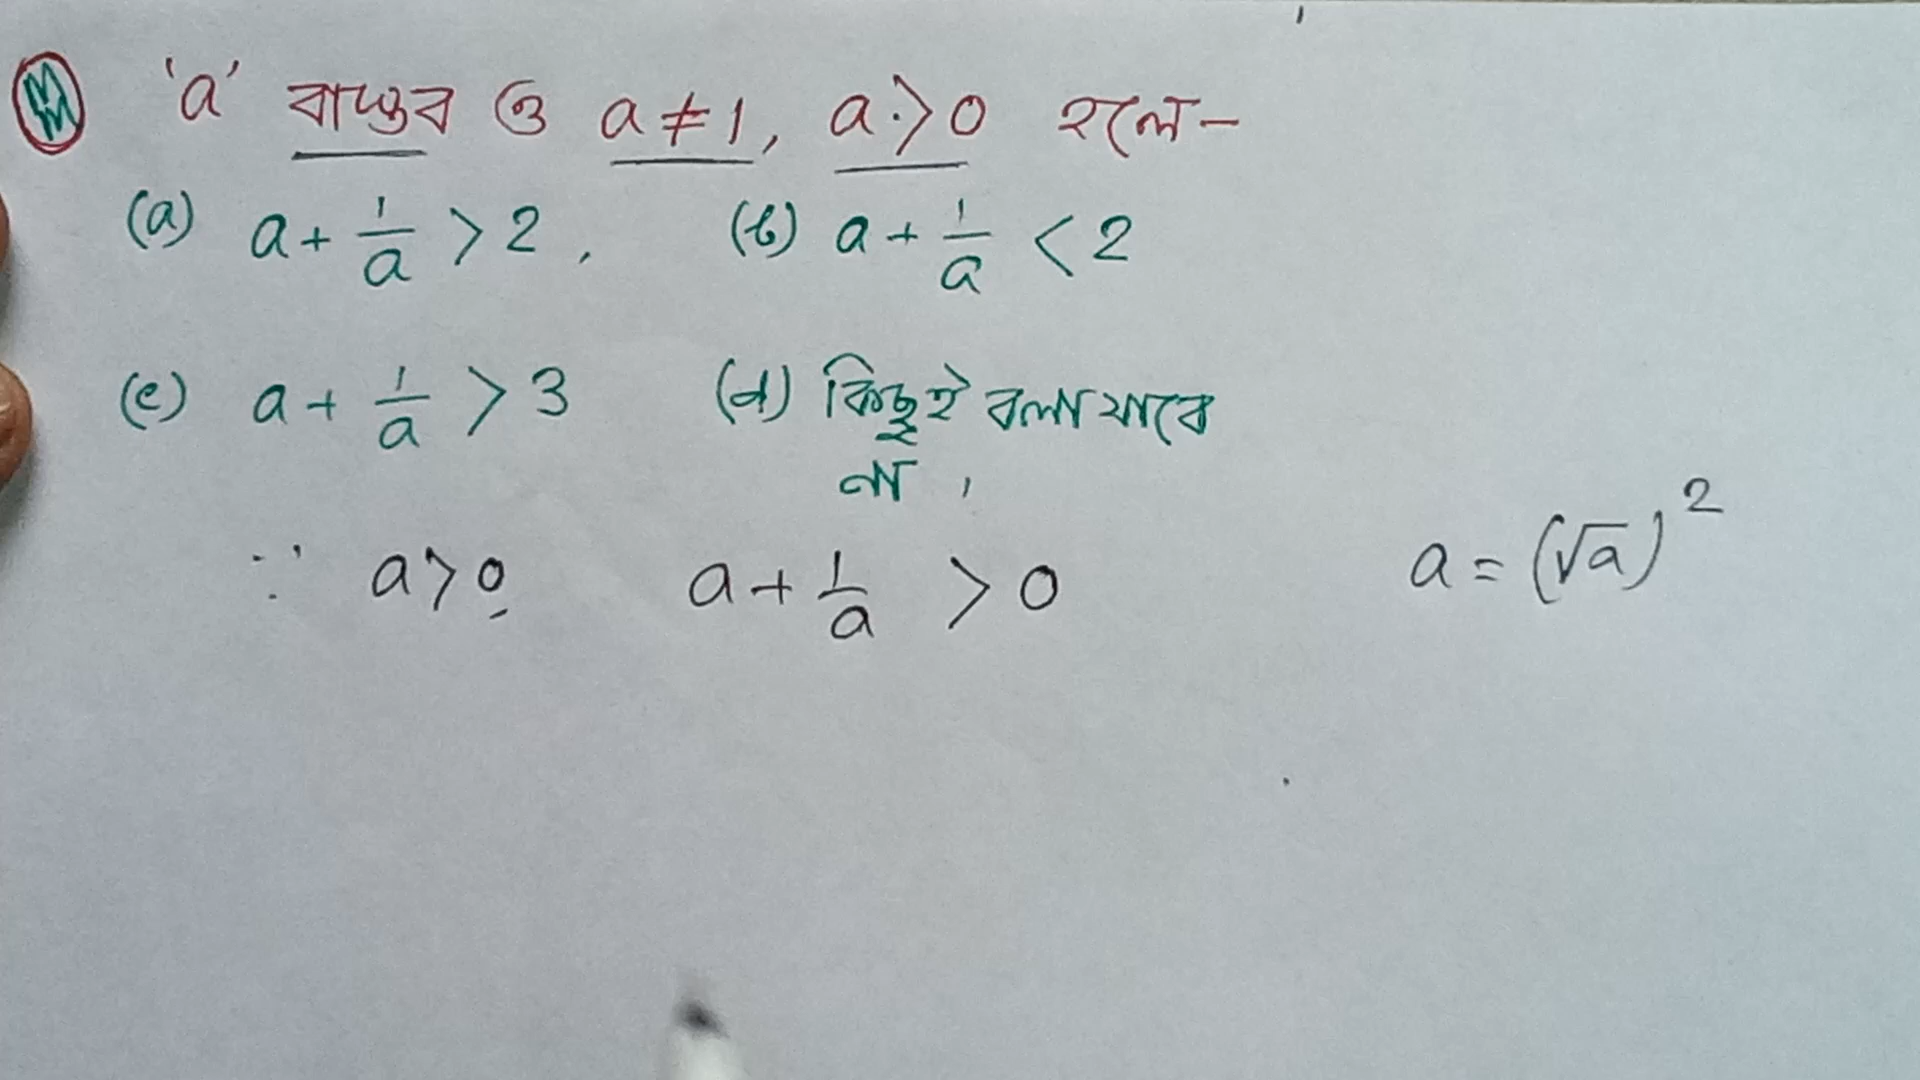 'a' বাস্তব ও a ≠ 1, a > 0 হলে-
(a) a + 1/a > 2, (b) a + 1/a < 2
(c) a + 1/a > 3 (d) কিছুই বলা যাবে
না,
∵ a > 0 a + 1/a > 0 a = (√a)²